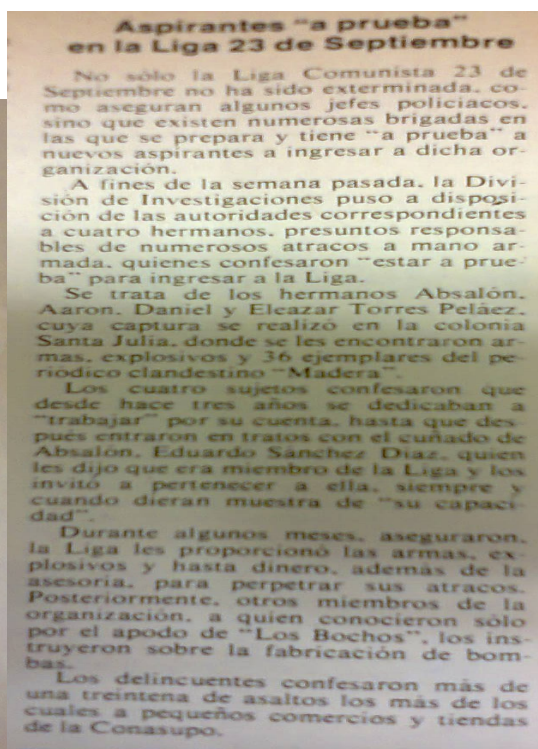 Aspirantes "a prueba"
en la Liga 23 de Septiembre
No sólo la Liga Comunista 23 de
Septiembre no ha sido exterminada, co-
mo aseguran algunos jefes policíacos,
sino que existen numerosas brigadas en
las que se prepara y tiene "a prueba" a
nuevos aspirantes a ingresar a dicha or-
ganización.
A fines de la semana pasada, la Divi-
sión de Investigaciones puso a disposi-
ción de las autoridades correspondientes
a cuatro hermanos, presuntos responsa-
bles de numerosos atracos a mano ar-
mada, quienes confesaron "estar a prue-
ba" para ingresar a la Liga.
Se trata de los hermanos Absalón,
Aaron, Daniel y Eleazar Torres Peláez,
cuya captura se realizó en la colonia
Santa Julia, donde se les encontraron ar-
mas, explosivos y 36 ejemplares del pe-
riódico clandestino "Madera".
Los cuatro sujetos confesaron que
desde hace tres años se dedicaban a
"trabajar" por su cuenta, hasta que des-
pués entraron en tratos con el cuñado de
Absalón, Eduardo Sánchez Díaz, quien
les dijo que era miembro de la Liga y los
invitó a pertenecer a ella, siempre y
cuando dieran muestra de "su capaci-
dad".
Durante algunos meses, aseguraron,
la Liga les proporcionó las armas, ex-
plosivos y hasta dinero, además de la
asesoría, para perpetrar sus atracos.
Posteriormente, otros miembros de la
organización, a quien conocieron sólo
por el apodo de "Los Bochos", los ins-
truyeron sobre la fabricación de bom-
bas.
Los delincuentes confesaron más de
una treintena de asaltos los más de los
cuales a pequeños comercios y tiendas
de la Conasupo.